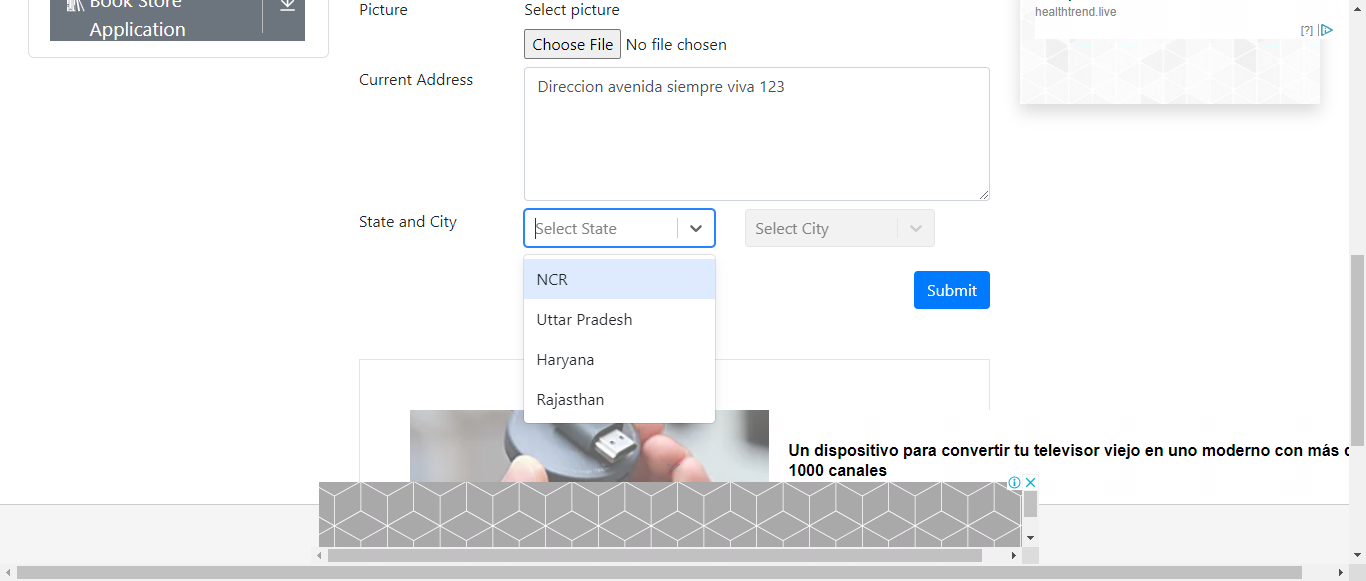 Book Store
Application
Picture
Select picture
Choose File No file chosen
Current Address
Direccion avenida siempre viva 123
State and City
Select State
Select City
NCR
Uttar Pradesh
Haryana
Rajasthan
Submit
healthtrend.live
[?]
Un dispositivo para convertir tu televisor viejo en uno moderno con más
1000 canales